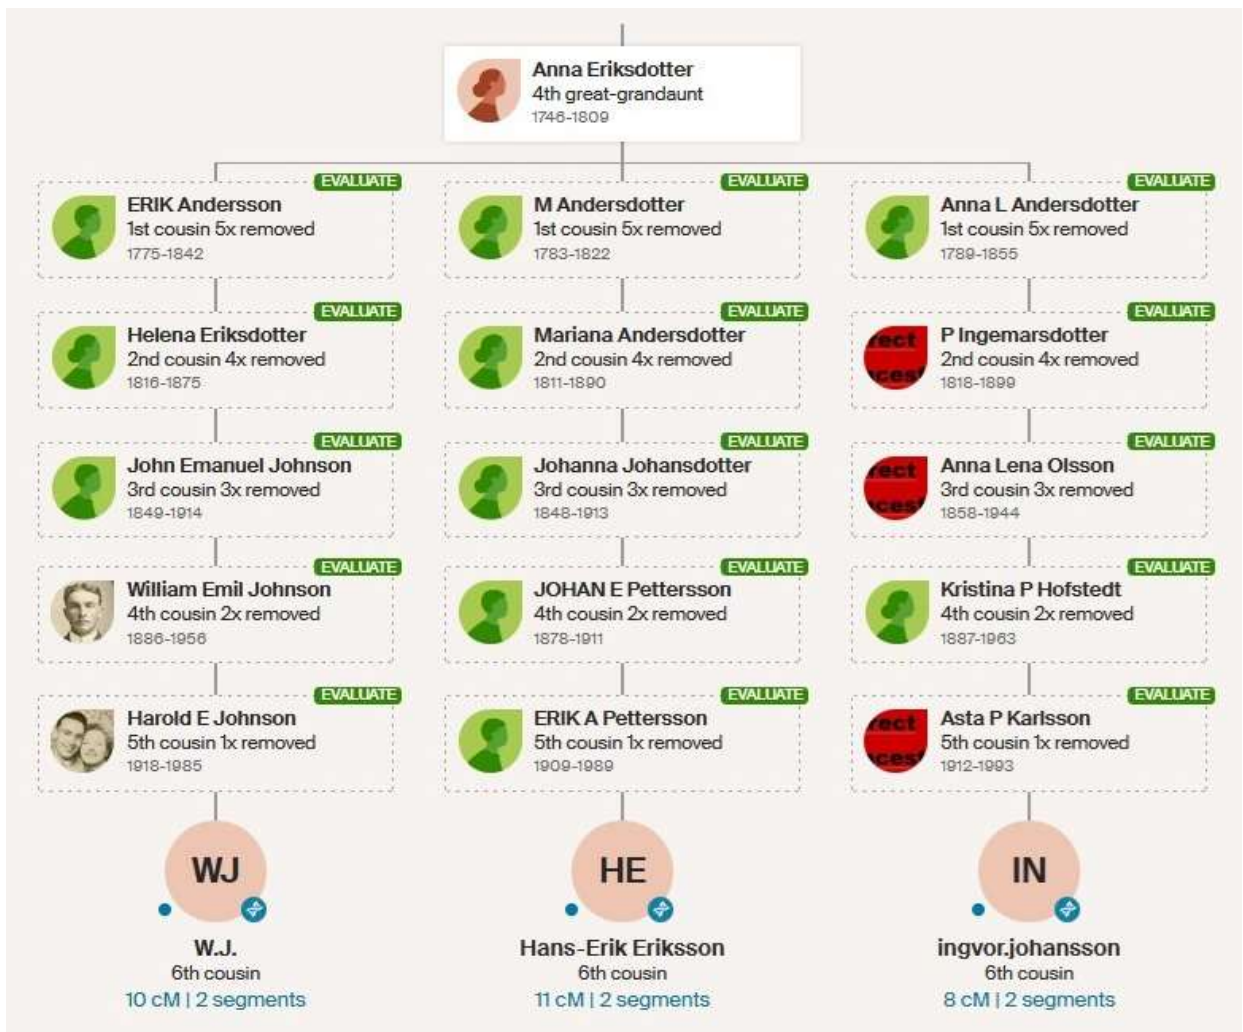 Anna Eriksdotter
4th great-grandaunt
1746-1809
EVALUATE
ERIK Andersson
1st cousin 5x removed
1775-1842
EVALUATE
M Andersdotter
1st cousin 5x removed
1783-1822
EVALUATE
Anna L Andersdotter
1st cousin 5x removed
1789-1855
EVALUATE
Helena Eriksdotter
2nd cousin 4x removed
1816-1875
EVALUATE
Mariana Andersdotter
2nd cousin 4x removed
1811-1890
EVALUATE
rect
ces
P Ingemarsdotter
2nd cousin 4x removed
1818-1899
EVALUATE
John Emanuel Johnson
3rd cousin 3x removed
1849-1914
EVALUATE
Johanna Johansdotter
3rd cousin 3x removed
1848-1913
EVALUATE
rect
ces
Anna Lena Olsson
3rd cousin 3x removed
1858-1944
EVALUATE
William Emil Johnson
4th cousin 2x removed
1886-1956
EVALUATE
JOHAN E Pettersson
4th cousin 2x removed
1878-1911
EVALUATE
Kristina P Hofstedt
4th cousin 2x removed
1887-1963
EVALUATE
Harold E Johnson
5th cousin 1x removed
1918-1985
EVALUATE
ERIK A Pettersson
5th cousin 1x removed
1909-1989
EVALUATE
rect
ces
Asta P Karlsson
5th cousin 1x removed
1912-1993
WJ
W.J.
6th cousin
10 cM | 2 segments
HE
Hans-Erik Eriksson
6th cousin
11 cM | 2 segments
IN
ingvor.johansson
6th cousin
8 cM | 2 segments